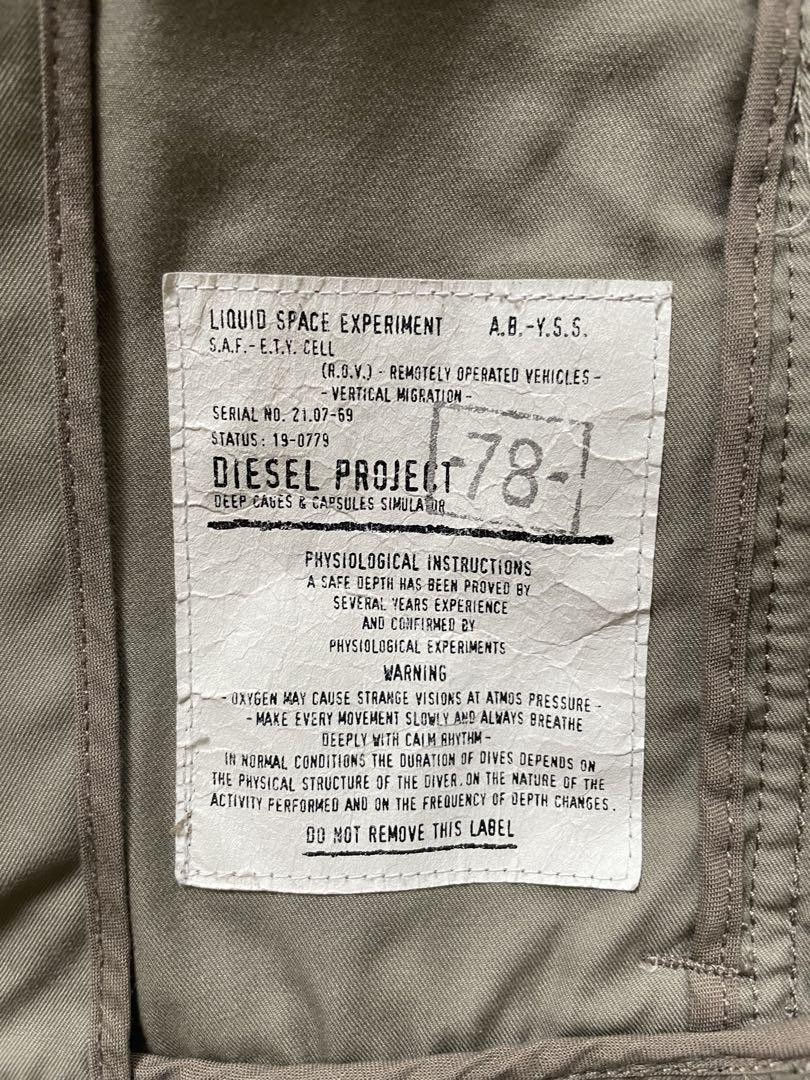 LIQUID SPACE EXPERIMENT A.B.-Y.S.S.
S.A.F.-E.T.Y. CELL
(R.O.V.) - REMOTELY OPERATED VEHICLES -
- VERTICAL MIGRATION -
SERIAL NO. 21.07-69
STATUS: 19-0779
-78-
DIESEL PROJECT
DEEP CAGES & CAPSULES SIMULATOR
PHYSIOLOGICAL INSTRUCTIONS
A SAFE DEPTH HAS BEEN PROVED BY
SEVERAL YEARS EXPERIENCE
AND CONFIRMED BY
PHYSIOLOGICAL EXPERIMENTS
WARNING
- OXYGEN MAY CAUSE STRANGE VISIONS AT ATMOS PRESSURE -
- MAKE EVERY MOVEMENT SLOWLY AND ALWAYS BREATHE
DEEPLY WITH CALM RHYTHM -
IN NORMAL CONDITIONS THE DURATION OF DIVES DEPENDS ON
THE PHYSICAL STRUCTURE OF THE DIVER. ON THE NATURE OF THE
ACTIVITY PERFORMED AND ON THE FREQUENCY OF DEPTH CHANGES.
DO NOT REMOVE THIS LABEL